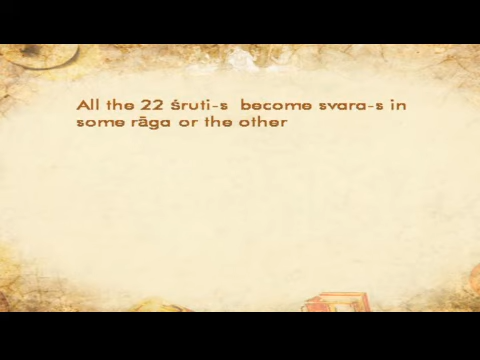 All the 22 śruti-s become svara-s in
some rāga or the other